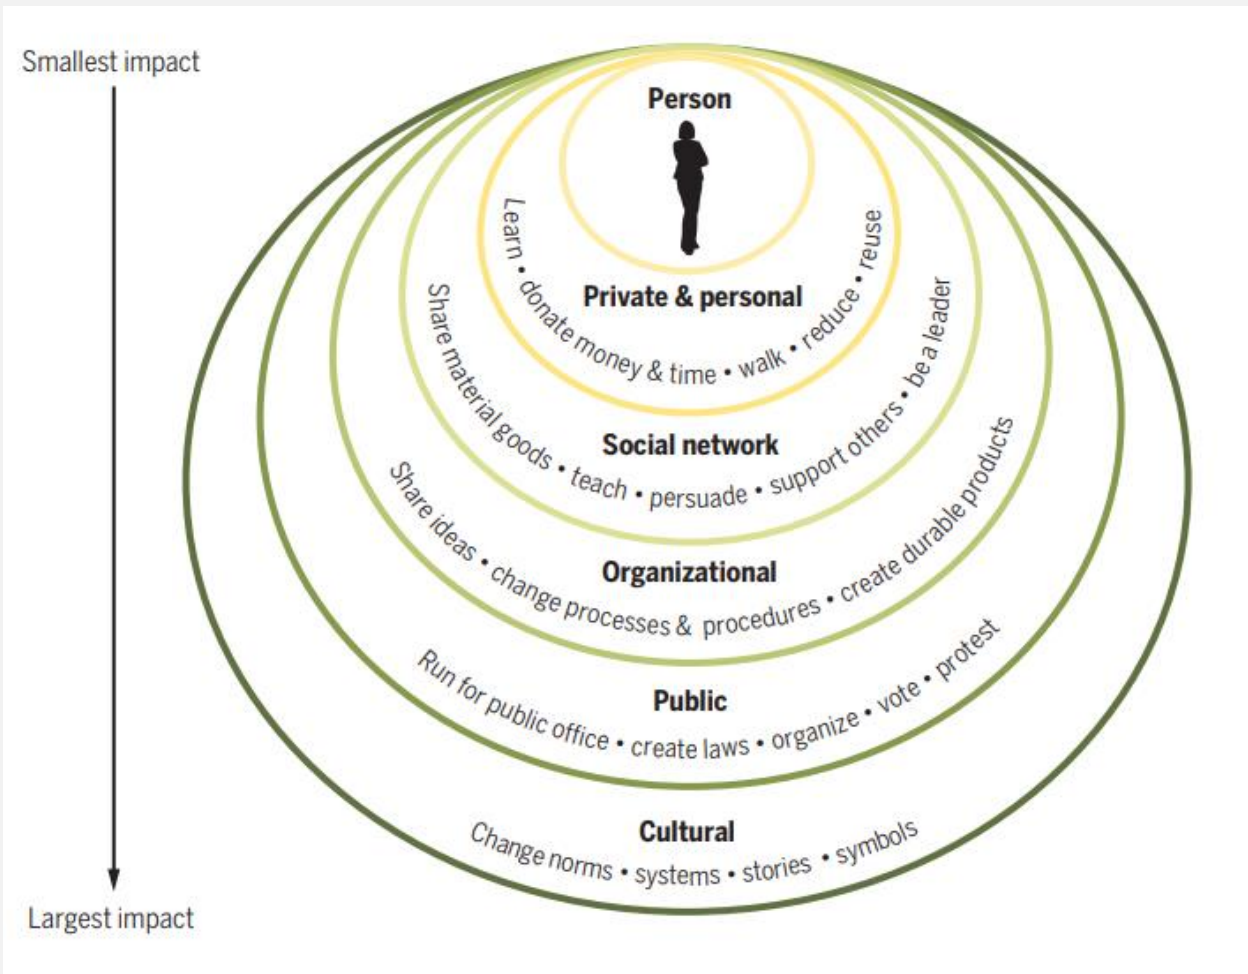 Smallest impact
Person
Private & personal
Learn • donate money & time • walk • reduce • reuse
Social network
Share material goods • teach • persuade • support others • be a leader
Organizational
Share ideas • change processes & procedures • create durable products
Public
Run for public office • create laws • organize • vote • protest
Cultural
Change norms • systems • stories • symbols
Largest impact